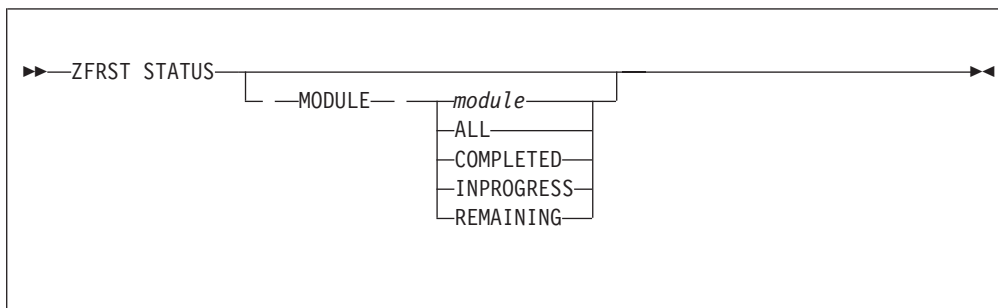 ZFRST STATUS
MODULE module
ALL
COMPLETED
INPROGRESS
REMAINING